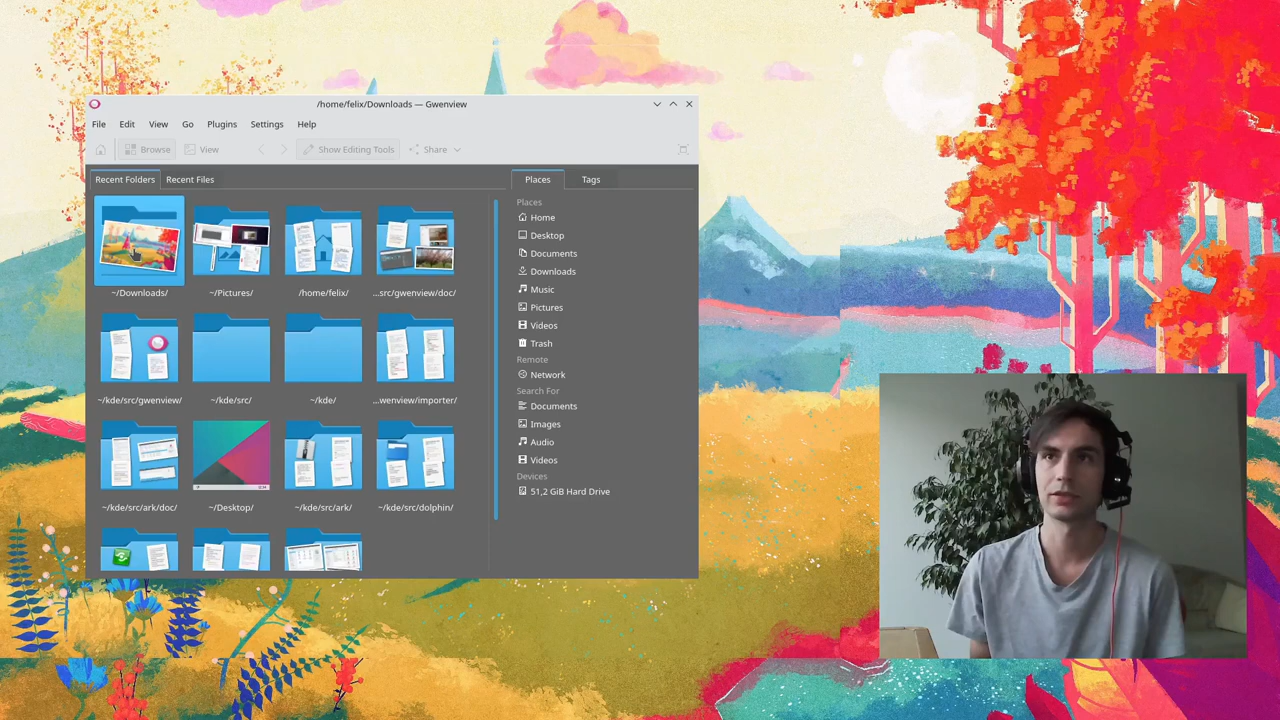 /home/felix/Downloads — Gwenview
File Edit View Go Plugins Settings Help
Browse View Show Editing Tools Share
Recent Folders Recent Files
~/Downloads/ ~/Pictures/ /home/felix/ ...src/gwenview/doc/
~/kde/src/gwenview/ ~/kde/src/ ~/kde/ ...wenview/importer/
~/kde/src/ark/doc/ ~/Desktop/ ~/kde/src/ark/ ~/kde/src/dolphin/
Places Tags
Places
Home
Desktop
Documents
Downloads
Music
Pictures
Videos
Trash
Remote
Network
Search For
Documents
Images
Audio
Videos
Devices
51,2 GiB Hard Drive